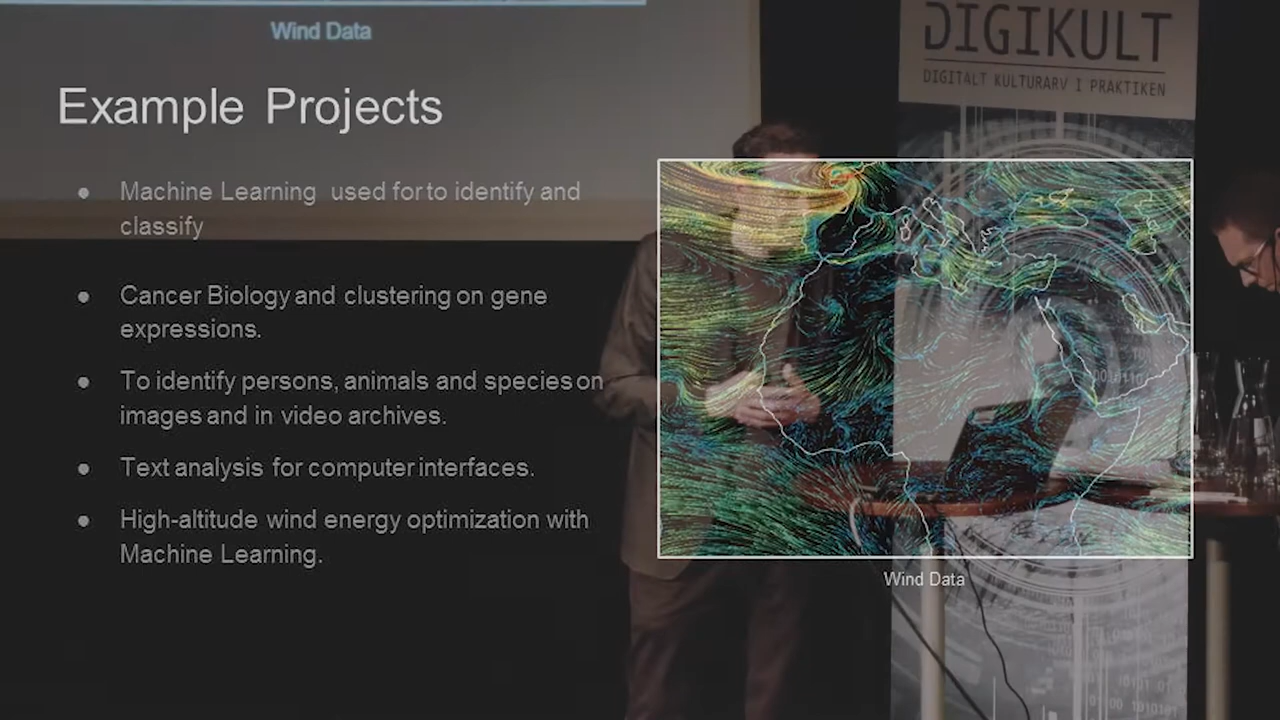 Wind Data
DIGIKULT
DIGITALT KULTURARV I PRAKTIKEN
Example Projects
● Machine Learning used for to identify and
classify
● Cancer Biology and clustering on gene
expressions.
● To identify persons, animals and species on
images and in video archives.
● Text analysis for computer interfaces.
● High-altitude wind energy optimization with
Machine Learning.
Wind Data